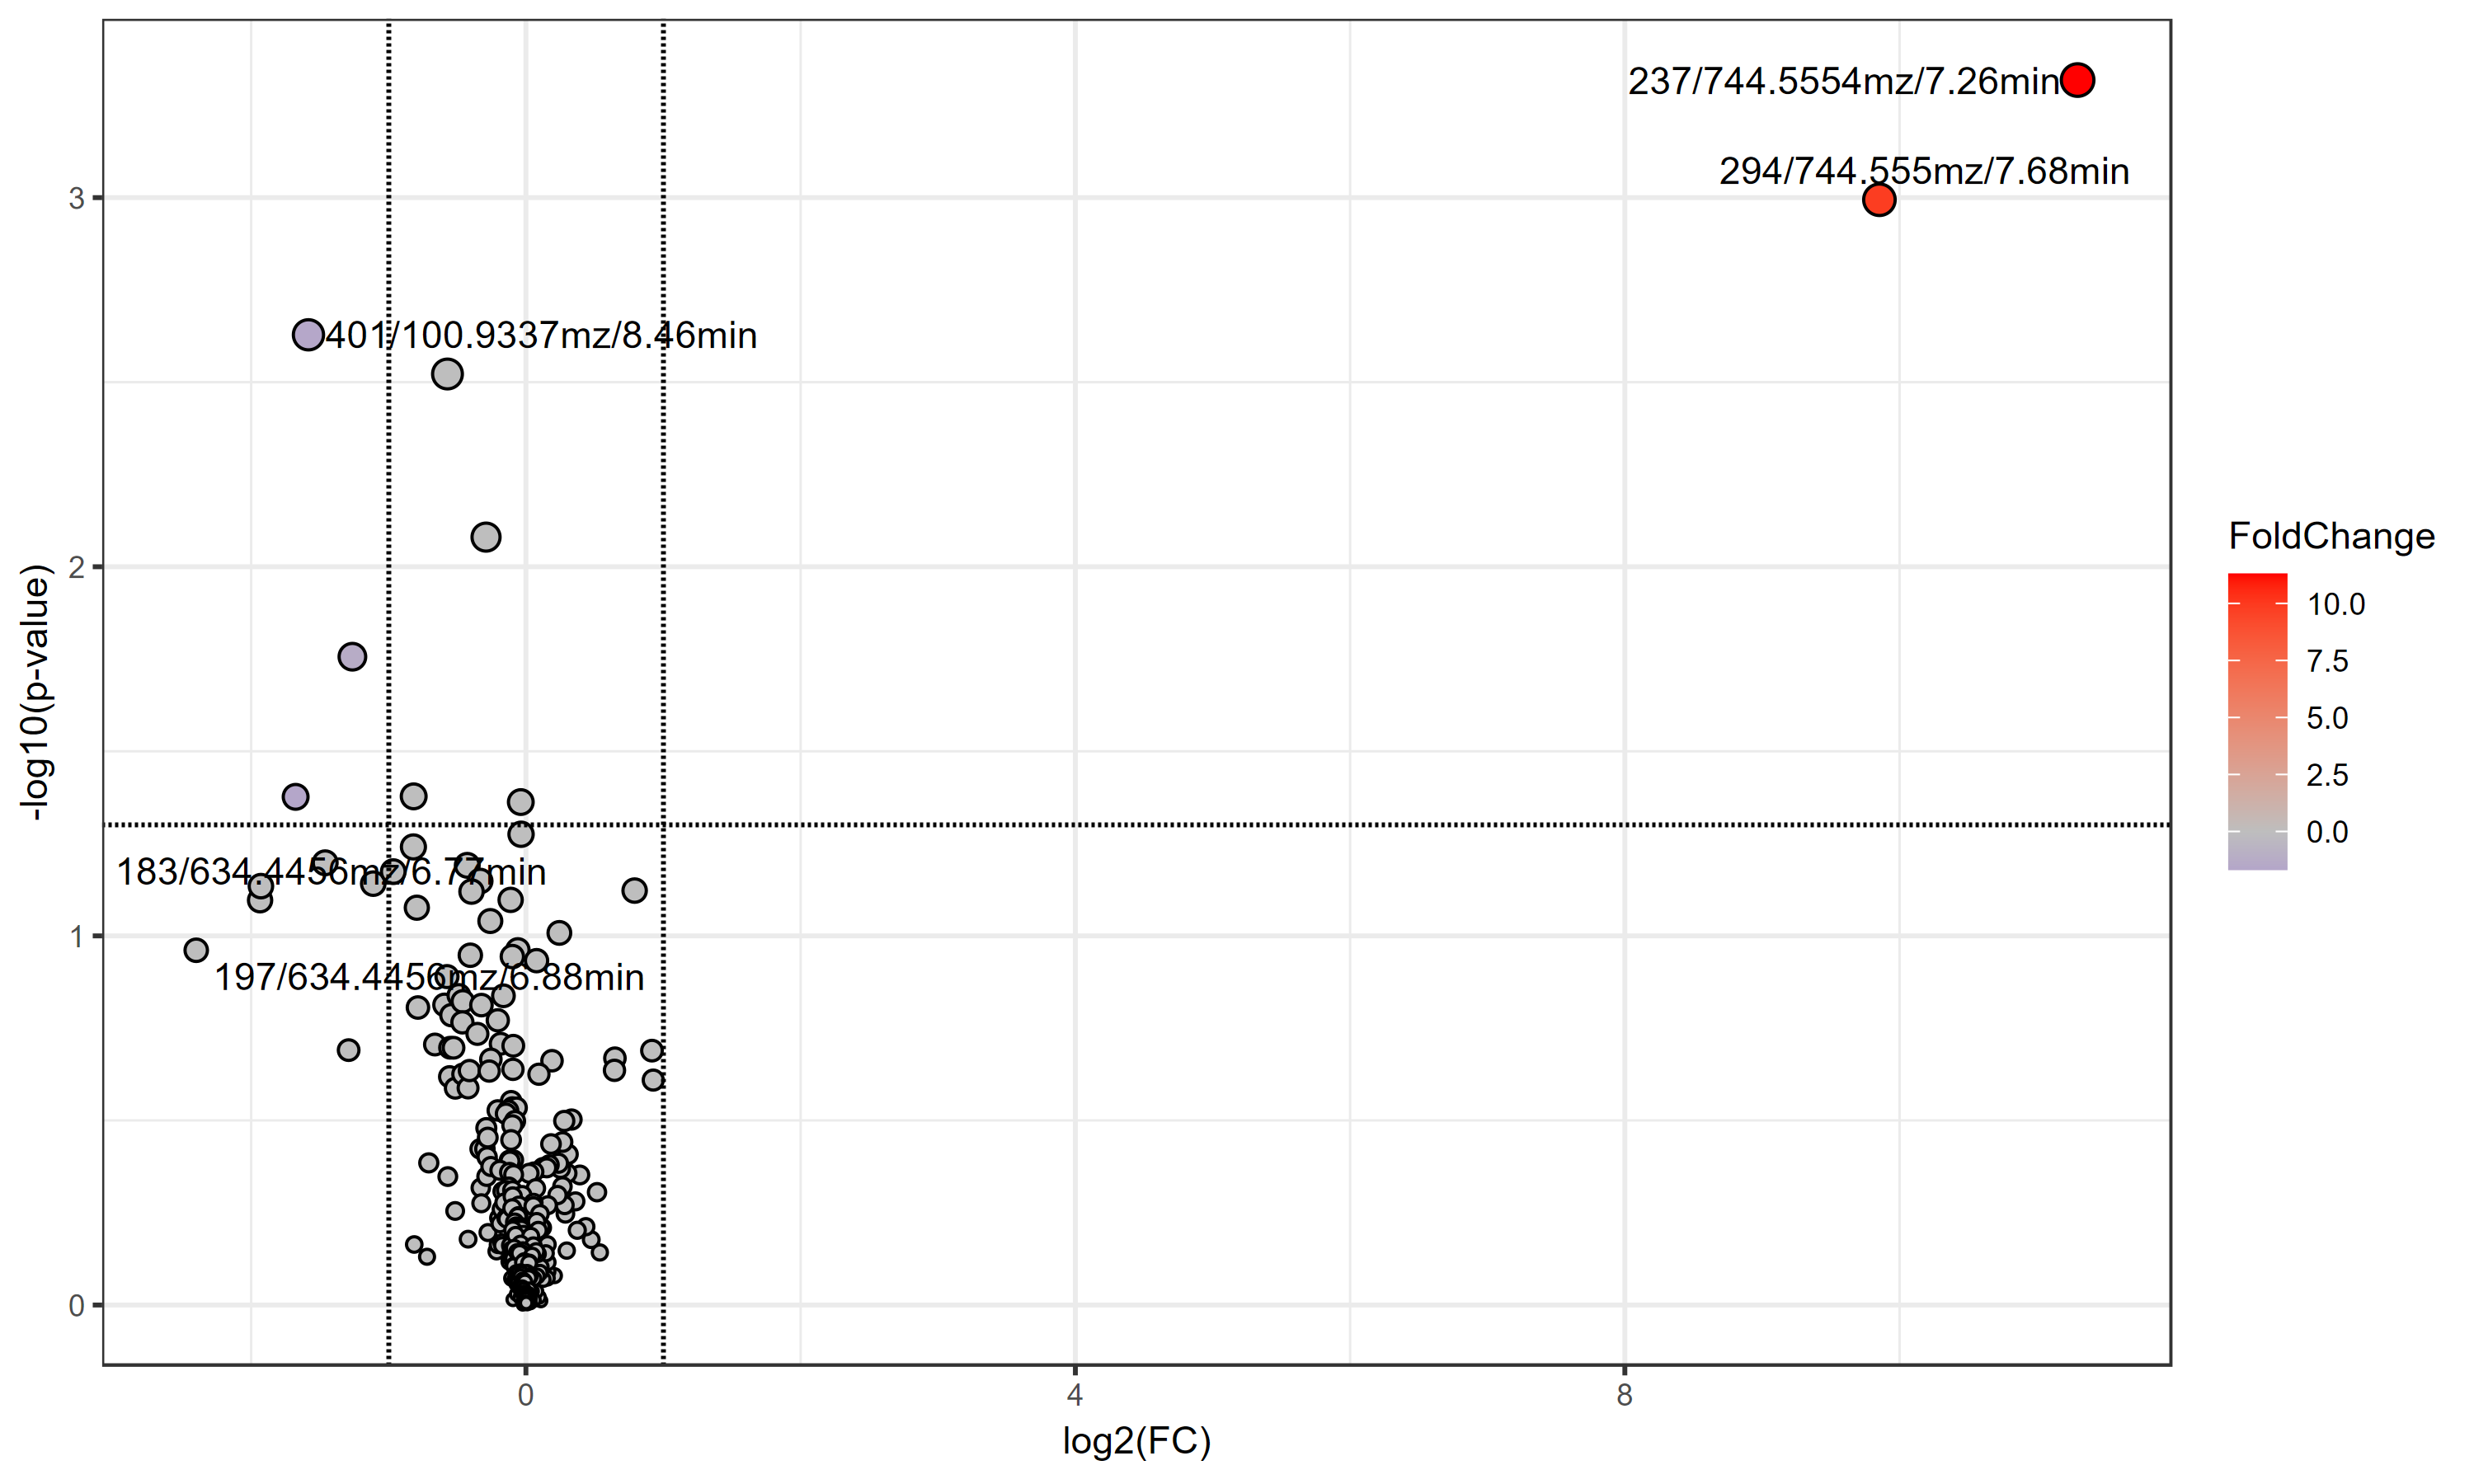 237/744.5554mz/7.26min
294/744.555mz/7.68min
3
401/100.9337mz/8.46min
FoldChange
2
10.0
7.5
5.0
2.5
0.0
-log10(p-value)
183/634.4456mz/6.77min
1
197/634.4456mz/6.88min
0
0
4
8
log2(FC)